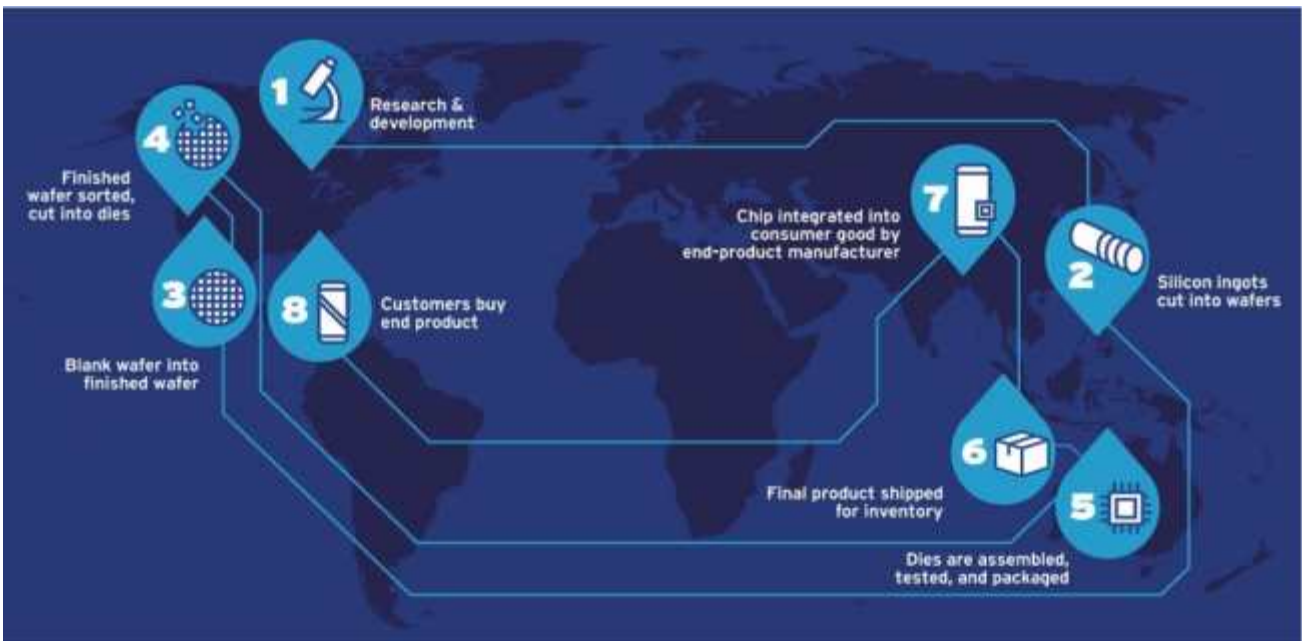 1
Research &
development
4
Finished
wafer sorted,
cut into dies
7
Chip integrated into
consumer good by
end-product manufacturer
2
Silicon ingots
cut into wafers
3
Blank wafer into
finished wafer
8
Customers buy
end product
6
Final product shipped
for inventory
5
Dies are assembled,
tested, and packaged